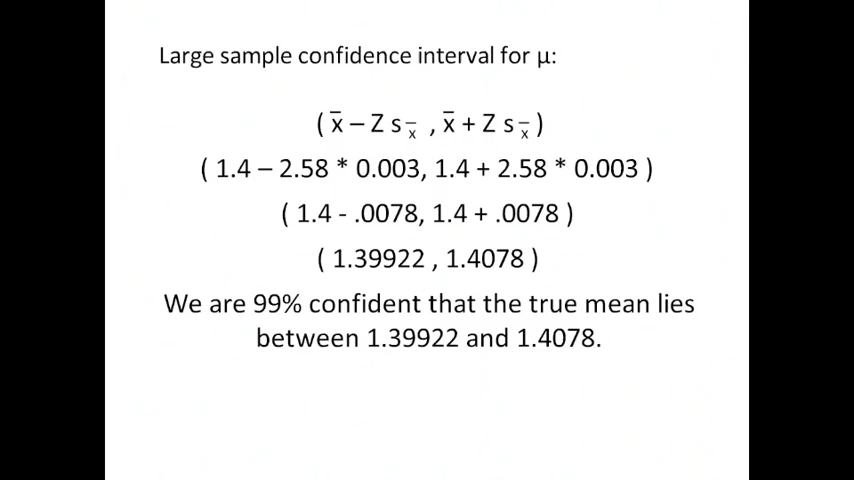 Large sample confidence interval for μ:
( x̄ – Z s x̄ , x̄ + Z s x̄ )
( 1.4 – 2.58 * 0.003, 1.4 + 2.58 * 0.003 )
( 1.4 - .0078, 1.4 + .0078 )
( 1.39922 , 1.4078 )
We are 99% confident that the true mean lies
between 1.39922 and 1.4078.